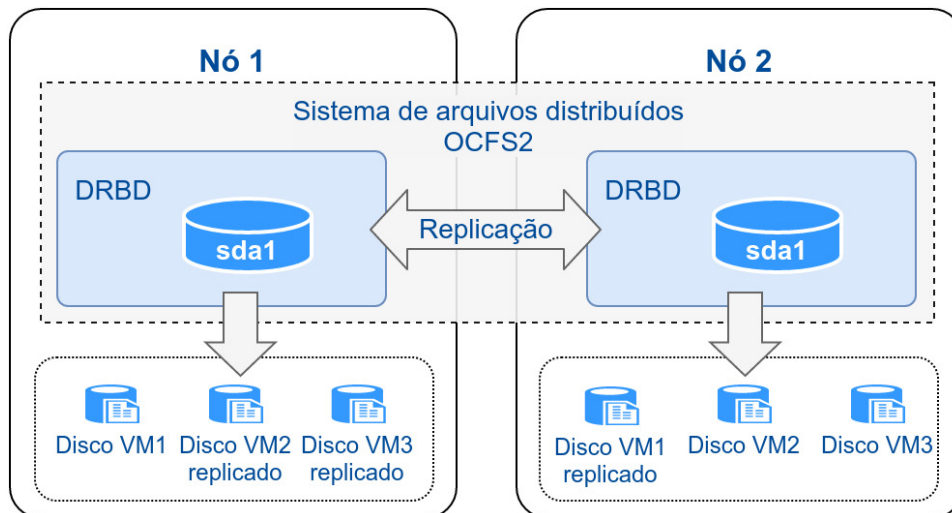 Nó 1
Nó 2
Sistema de arquivos distribuídos
OCFS2
DRBD
sda1
Replicação
DRBD
sda1
Disco VM1
Disco VM2
replicado
Disco VM3
replicado
Disco VM1
replicado
Disco VM2
Disco VM3